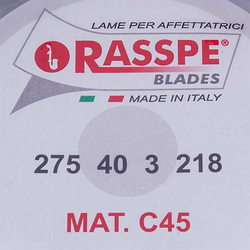 LAME PER AFFETTATRICI
RASSPE®
BLADES
MADE IN ITALY
275 40 3 218
MAT. C45